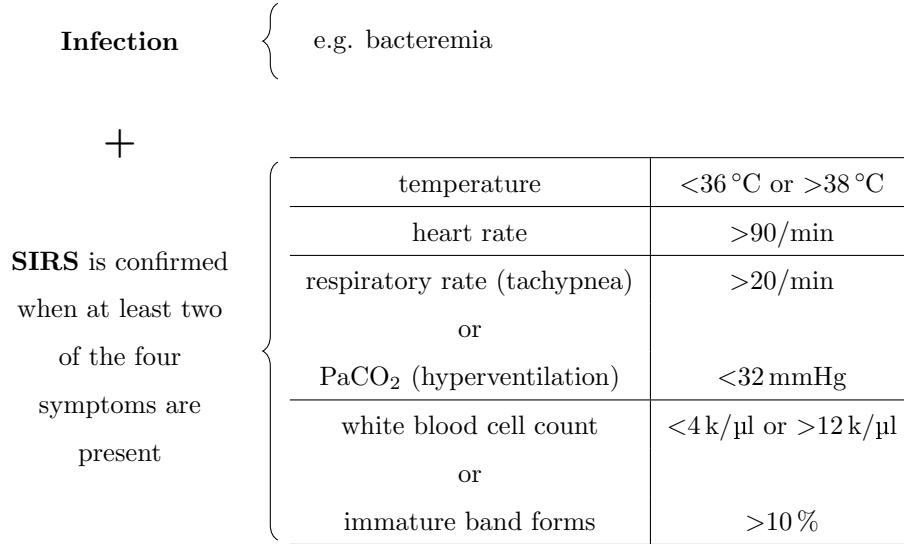 Infection
e.g. bacteremia
+
SIRS is confirmed
when at least two
of the four
symptoms are
present
temperature <36 °C or >38 °C
heart rate >90/min
respiratory rate (tachypnea) >20/min
or
PaCO₂ (hyperventilation) <32 mmHg
white blood cell count <4 k/µl or >12 k/µl
or
immature band forms >10 %